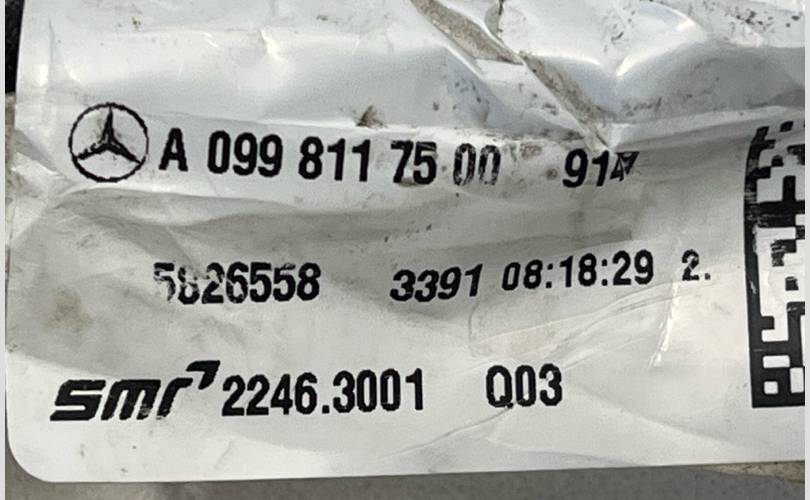 A 099 811 75 00 914
5826558 3391 08:18:29 2.
smr 2246.3001 Q03